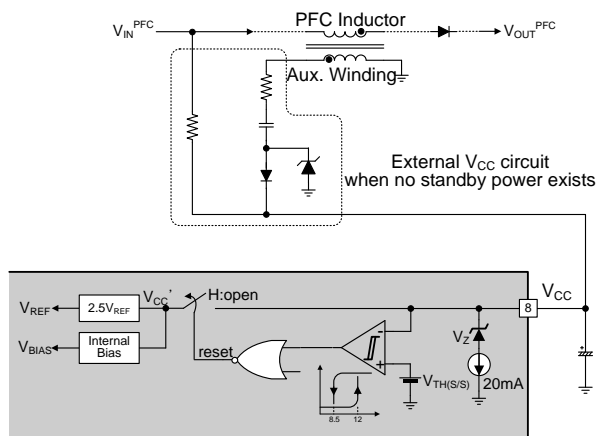 PFC Inductor
V_IN^PFC
V_OUT^PFC
Aux. Winding
External V_CC circuit
when no standby power exists
V_REF
2.5V_REF
V_CC'
H:open
8
V_CC
V_BIAS
Internal
Bias
reset
-
+
V_Z
V_TH(S/S)
20mA
8.5
12
+